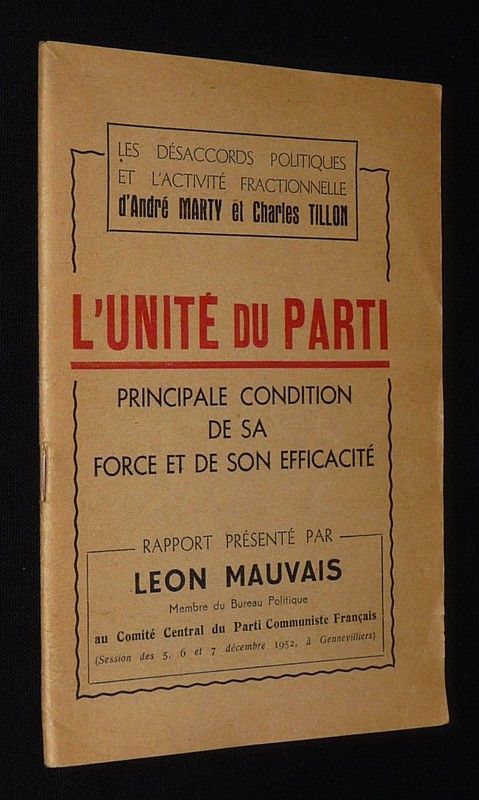 LES DÉSACCORDS POLITIQUES
ET L'ACTIVITÉ FRACTIONNELLE
d'André MARTY et Charles TILLON
L'UNITÉ DU PARTI
PRINCIPALE CONDITION
DE SA
FORCE ET DE SON EFFICACITÉ
RAPPORT PRÉSENTÉ PAR
LEON MAUVAIS
Membre du Bureau Politique
au Comité Central du Parti Communiste Français
(Session des 5, 6 et 7 décembre 1952, à Gennevilliers)